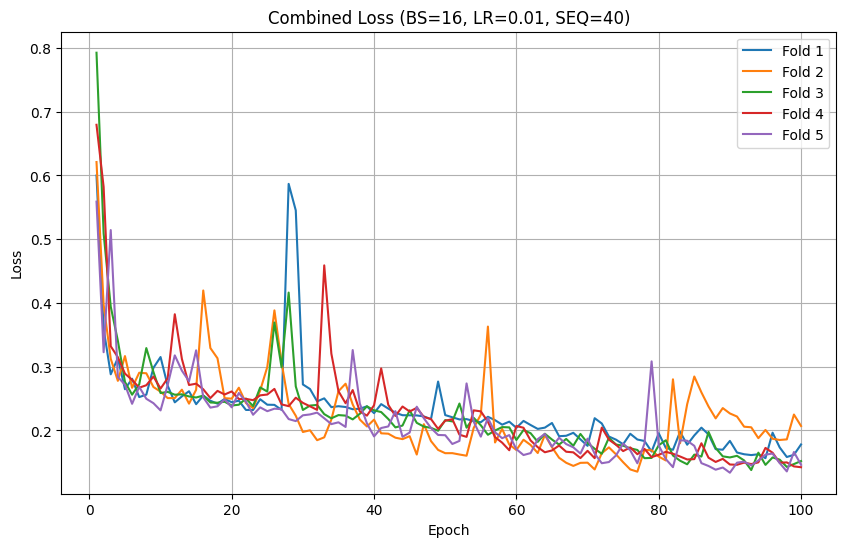 Combined Loss (BS=16, LR=0.01, SEQ=40)
Fold 1
Fold 2
Fold 3
Fold 4
Fold 5
Loss
0.8
0.7
0.6
0.5
0.4
0.3
0.2
0 20 40 60 80 100
Epoch